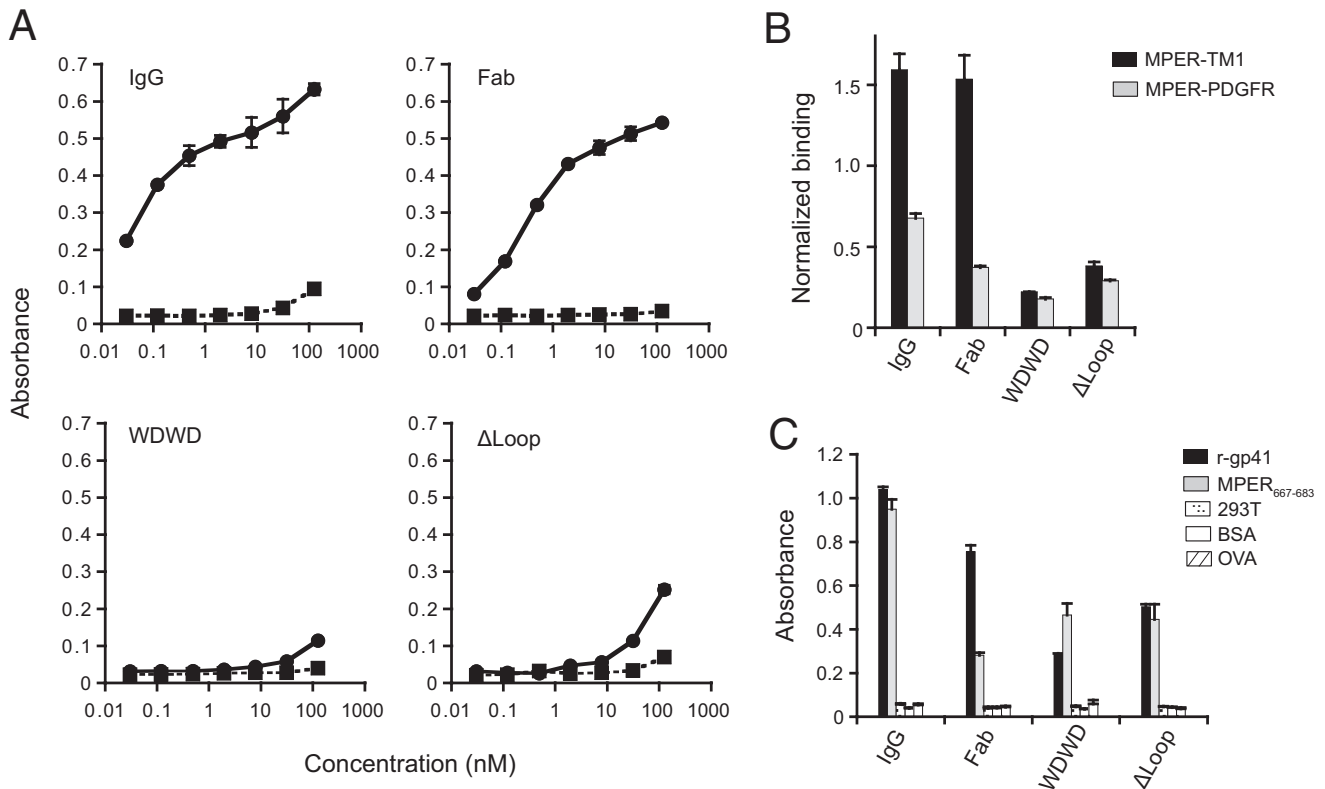 A
IgG
0.7
0.6
0.5
0.4
0.3
0.2
0.1
0
0.01 0.1 1 10 100 1000
Fab
0.7
0.6
0.5
0.4
0.3
0.2
0.1
0
0.01 0.1 1 10 100 1000
Absorbance
WDWD
0.7
0.6
0.5
0.4
0.3
0.2
0.1
0
0.01 0.1 1 10 100 1000
ΔLoop
0.7
0.6
0.5
0.4
0.3
0.2
0.1
0
0.01 0.1 1 10 100 1000
Concentration (nM)
B
Normalized binding
1.5
1.0
0.5
0
IgG Fab WDWD ΔLoop
MPER-TM1
MPER-PDGFR
C
Absorbance
1.2
1.0
0.8
0.6
0.4
0.2
0
IgG Fab WDWD ΔLoop
r-gp41
MPER667-683
293T
BSA
OVA